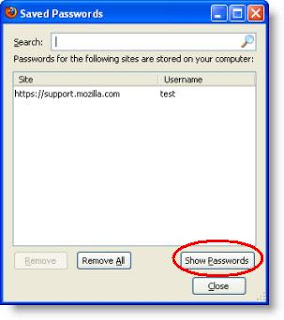 Saved Passwords
Search:
Passwords for the following sites are stored on your computer:
Site Username
https://support.mozilla.com test
Remove Remove All Show Passwords
Close